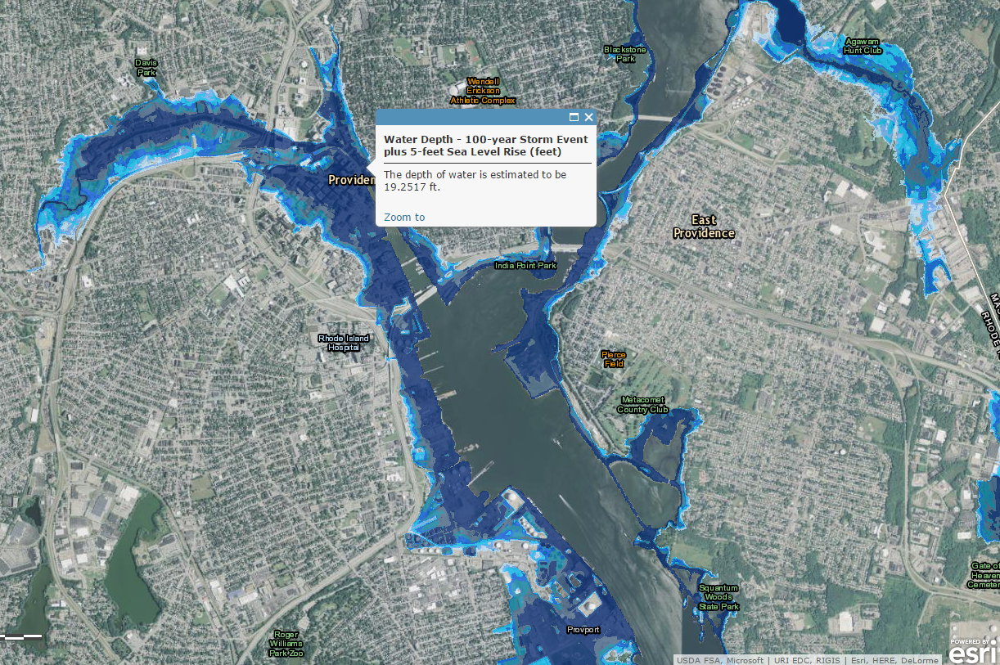 Blackstone
Park
Agawam
Hunt Club
Davis
Park
Wendell
Erickson
Athletic Complex
Water Depth - 100-year Storm Event
plus 5-feet Sea Level Rise (feet)
The depth of water is estimated to be
19.2517 ft.
Zoom to
Providen
East
Providence
India Point Park
MA
RHODE
Rhode Island
Hospital
Pierce
Field
Metacomet
Country Club
Gate of
Heaven
Cemeter
Squantum
Woods
State Park
Provport
Roger
Williams
Park Zoo
POWERED BY
esri
USDA FSA, Microsoft | URI EDC, RIGIS | Esri, HERE, DeLorme